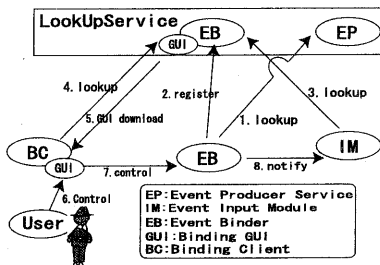 LookUpService
EB
GUI
EP
4. lookup
2. register
3. lookup
5. GUI download
1. lookup
BC
GUI
7. control
EB
8. notify
IM
6. Control
User
EP:Event Producer Service
IM:Event Input Module
EB:Event Binder
GUI:Binding GUI
BC:Binding Client